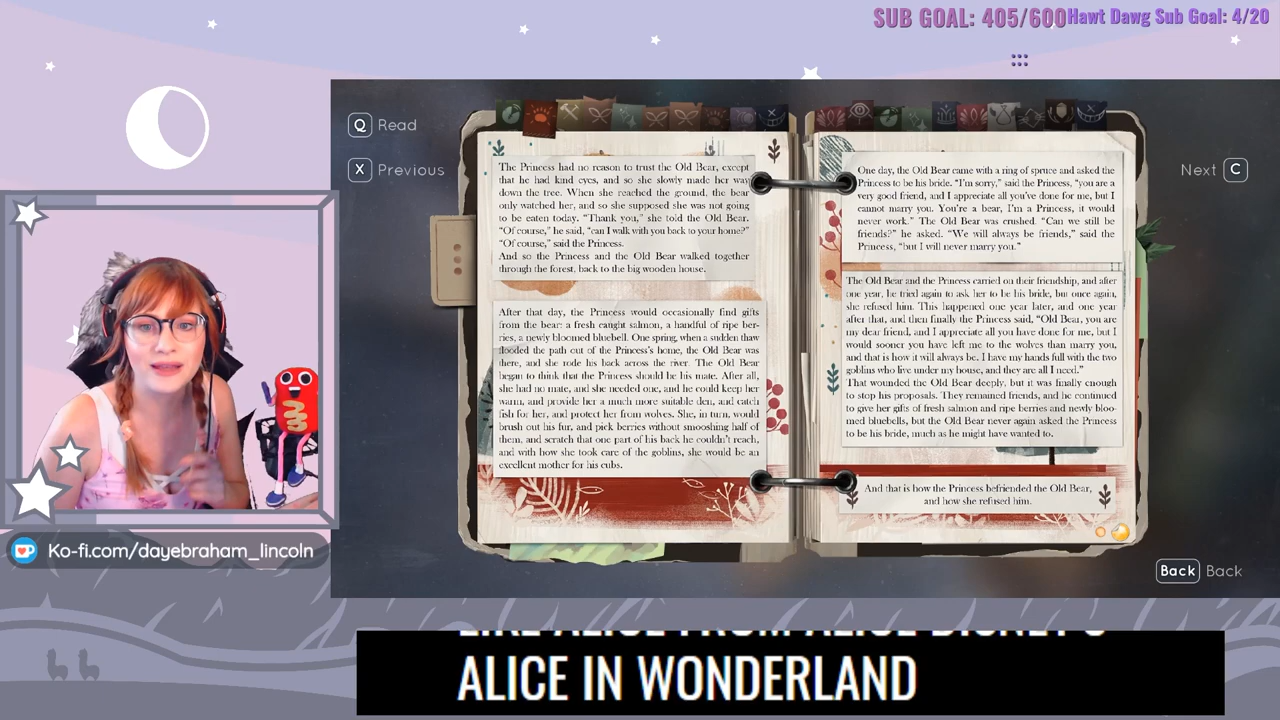 SUB GOAL: 405/600
Hawt Dawg Sub Goal: 4/20
Q Read
X Previous
Next C
The Princess had no reason to trust the Old Bear, except
that he had kind eyes, and so she slowly made her way
down the tree. When she reached the ground, the bear
only watched her, and so she supposed she was not going
to be eaten today. “Thank you,” she told the Old Bear.
“Of course,” he said, “can I walk with you back to your home?”
“Of course,” said the Princess.
And so the Princess and the Old Bear walked together
through the forest, back to the big wooden house.
After that day, the Princess would occasionally find gifts
from the bear: a fresh caught salmon, a handful of ripe ber-
ries, a newly bloomed bluebell. One spring, when a sudden thaw
flooded the path out of the Princess's home, the Old Bear was
there, and she rode his back across the river. The Old Bear
began to think that the Princess should be his mate. After all,
she had no mate, and she needed one, and he could keep her
warm, and provide her a much more suitable den, and catch
fish for her, and protect her from wolves. She, in turn, would
brush out his fur, and pick berries without smooshing half of
them, and scratch that one part of his back he couldn't reach,
and with how she took care of the goblins, she would be an
excellent mother for his cubs.
One day, the Old Bear came with a ring of spruce and asked the
Princess to be his bride. “I'm sorry,” said the Princess, “you are a
very good friend, and I appreciate all you've done for me, but I
cannot marry you. You're a bear, I'm a Princess, it would
never work.” The Old Bear was crushed. “Can we still be
friends?” he asked. “We will always be friends,” said the
Princess, “but I will never marry you.”
The Old Bear and the Princess carried on their friendship, and after
one year, he tried again to ask her to be his bride, but once again,
she refused him. This happened one year later, and one year
after that, and then finally the Princess said, “Old Bear, you are
my dear friend, and I appreciate all you have done for me, but I
would sooner you have left me to the wolves than marry you,
and that is how it will always be. I have my hands full with the two
goblins who live under my house, and they are all I need.”
That wounded the Old Bear deeply, but it was finally enough
to stop his proposals. They remained friends, and he continued
to give her gifts of fresh salmon and ripe berries and newly bloo-
med bluebells, but the Old Bear never again asked the Princess
to be his bride, much as he might have wanted to.
And that is how the Princess befriended the Old Bear,
and how she refused him.
Back Back
Ko-fi.com/dayebraham_lincoln
LIKE ALICE FROM ALICE DISNEY'S
ALICE IN WONDERLAND